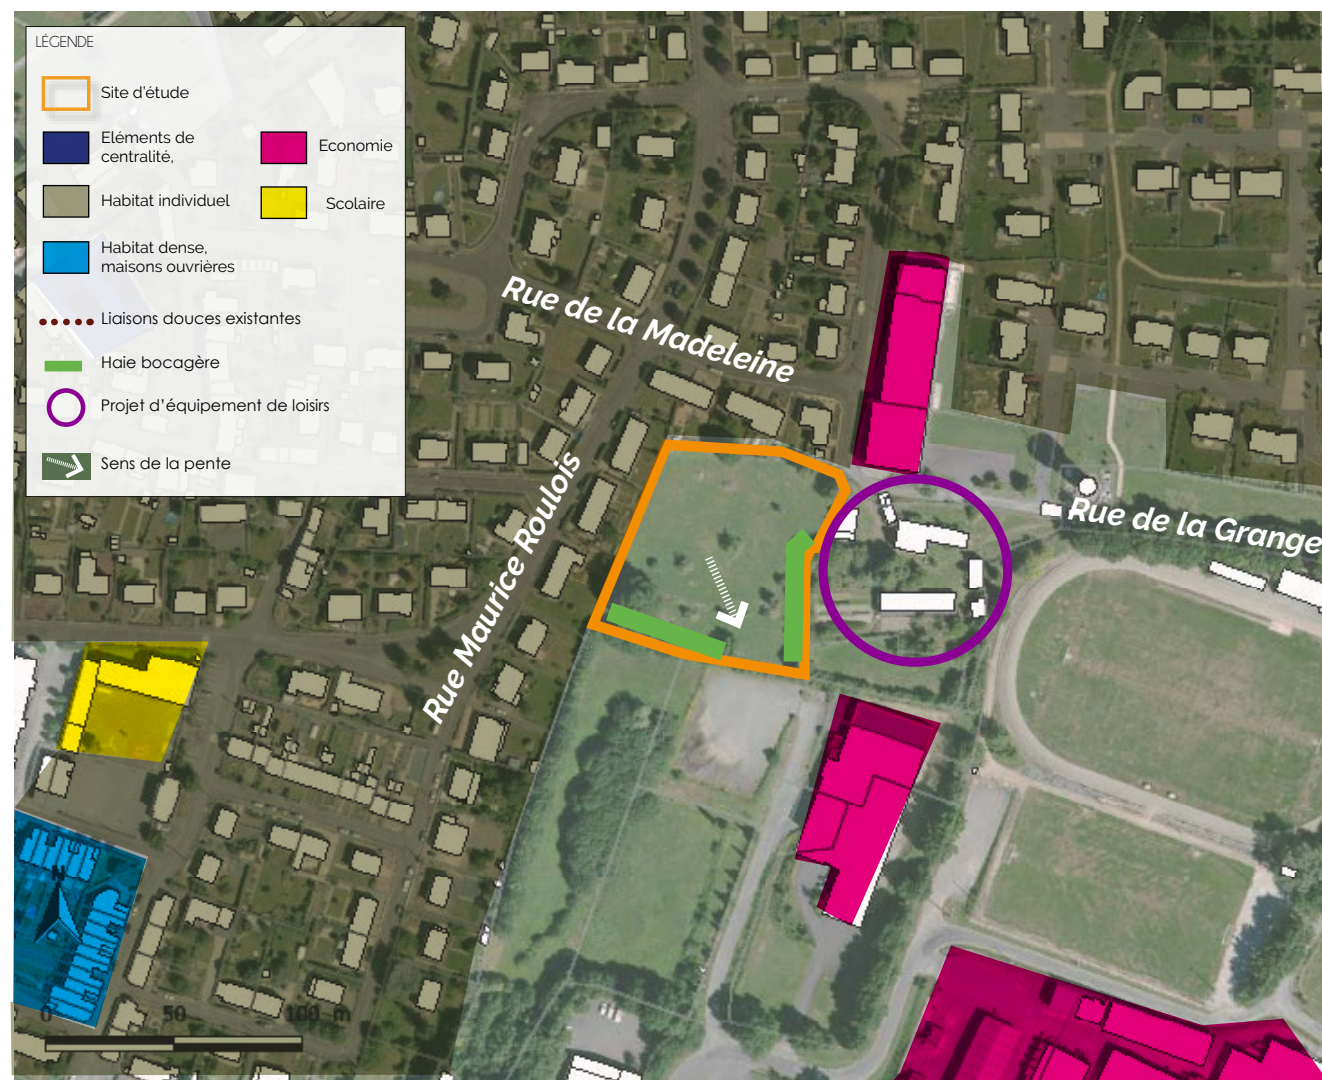 LÉGENDE
Site d'étude
Eléments de
centralité,
Economie
Habitat individuel
Scolaire
Habitat dense,
maisons ouvrières
Liaisons douces existantes
Haie bocagère
Projet d'équipement de loisirs
Sens de la pente
Rue de la Madeleine
Rue Maurice Roulois
Rue de la Grange
N
0 50 100 m